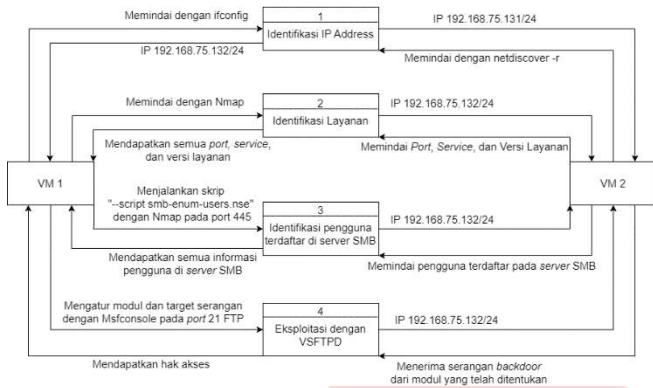 Memindai dengan ifconfig
1
Identifikasi IP Address
IP 192.168.75.131/24
IP 192.168.75.132/24
Memindai dengan netdiscover -r
Memindai dengan Nmap
2
Identifikasi Layanan
IP 192.168.75.132/24
Mendapatkan semua port, service,
dan versi layanan
Memindai Port, Service, dan Versi Layanan
VM 1
VM 2
Menjalankan skrip
"--script smb-enum-users.nse"
dengan Nmap pada port 445
3
Identifikasi pengguna
terdaftar di server SMB
IP 192.168.75.132/24
Mendapatkan semua informasi
pengguna di server SMB
Memindai pengguna terdaftar pada server SMB
Mengatur modul dan target serangan
dengan Msfconsole pada port 21 FTP
4
Eksploitasi dengan
VSFTPD
IP 192.168.75.132/24
Mendapatkan hak akses
Menerima serangan backdoor
dari modul yang telah ditentukan